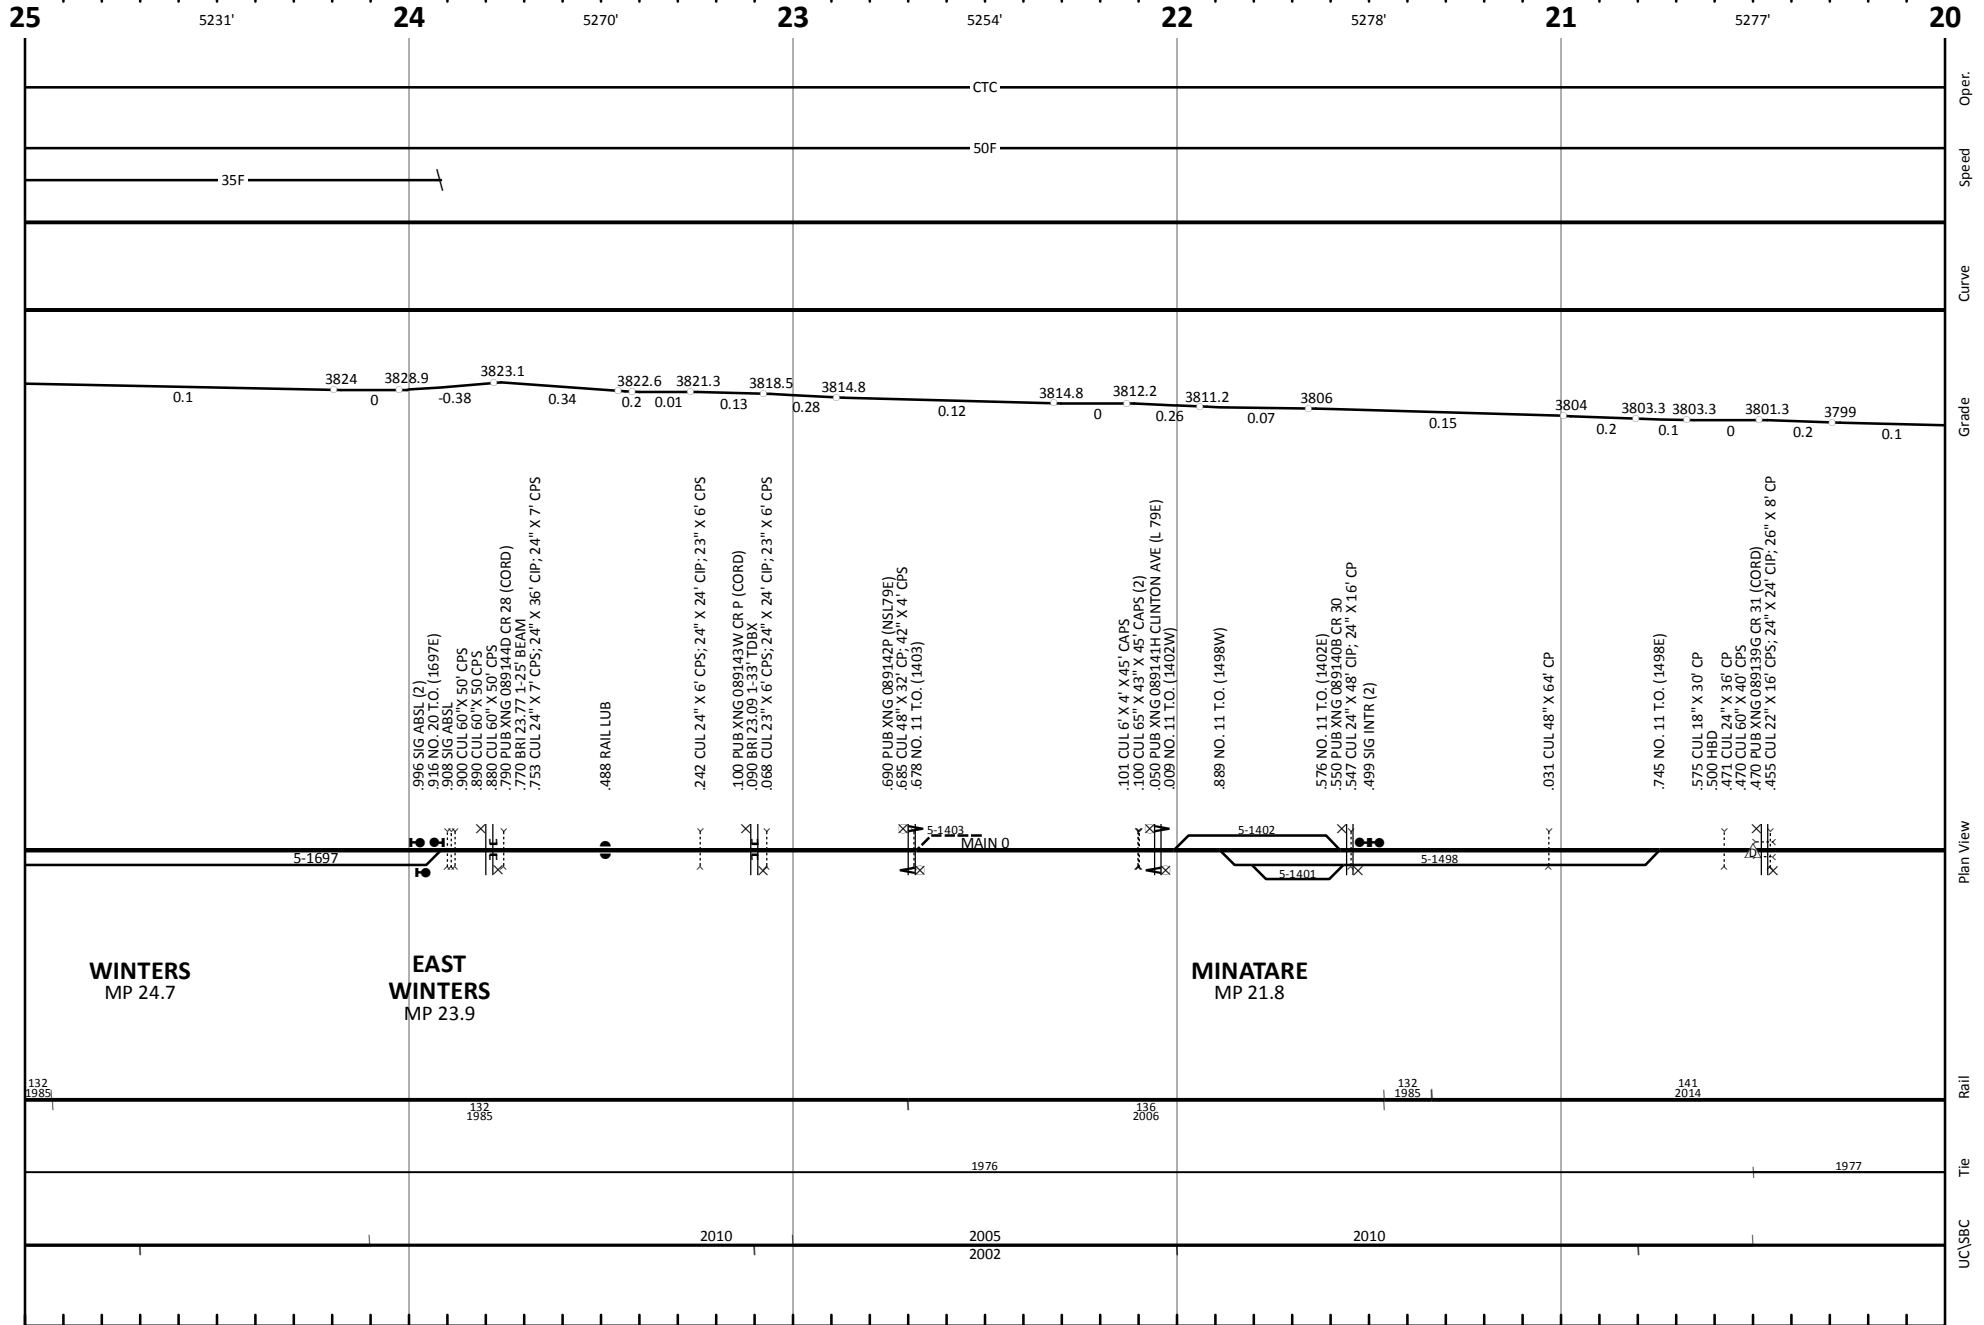 25 5231' 24 5270' 23 5254' 22 5278' 21 5277' 20
CTC
Oper.
50F
35F
Speed
Curve
3824 3828.9 3823.1 3822.6 3821.3 3818.5 3814.8 3814.8 3812.2 3811.2 3806 3804 3803.3 3803.3 3801.3 3799
0.1 0 -0.38 0.34 0.2 0.01 0.13 0.28 0.12 0 0.26 0.07 0.15 0.2 0.1 0 0.2 0.1
Grade
.996 SIG ABSL (2)
.916 NO. 20 T.O. (1697E)
.908 SIG ABSL
.900 CUL 60"X 50' CPS
.890 CUL 60"X 50 CPS
.880 CUL 60" X 50' CPS
.790 PUB XNG 089144D CR 28 (CORD)
.770 BRI 23.77 1-25' BEAM
.753 CUL 24" X 7' CPS; 24" X 36' CIP; 24" X 7' CPS
.488 RAIL LUB
.242 CUL 24" X 6' CPS; 24" X 24' CIP; 23" X 6' CPS
.100 PUB XNG 089143W CR P (CORD)
.090 BRI 23.09 1-33' TDBX
.068 CUL 23" X 6' CPS; 24" X 24' CIP; 23" X 6' CPS
.690 PUB XNG 089142P (NSL79E)
.685 CUL 48" X 32' CP; 42" X 4' CPS
.678 NO. 11 T.O. (1403)
.101 CUL 6' X 4' X 45' CAPS
.100 CUL 65" X 43" X 45' CAPS (2)
.050 PUB XNG 089141H CLINTON AVE (L 79E)
.009 NO. 11 T.O. (1402W)
.889 NO. 11 T.O. (1498W)
.576 NO. 11 T.O. (1402E)
.550 PUB XNG 089140B CR 30
.547 CUL 24" X 48' CIP; 24" X 16' CP
.499 SIG INTR (2)
.031 CUL 48" X 64' CP
.745 NO. 11 T.O. (1498E)
.575 CUL 18" X 30' CP
.500 HBD
.471 CUL 24" X 36' CP
.470 CUL 60" X 40' CPS
.470 PUB XNG 089139G CR 31 (CORD)
.455 CUL 22" X 16' CPS; 24" X 24' CIP; 26" X 8' CP
5-1697
5-1403
MAIN 0
5-1402
5-1401
5-1498
D
Plan View
WINTERS
MP 24.7
EAST
WINTERS
MP 23.9
MINATARE
MP 21.8
132
1985
132
1985
136
2006
132
1985
141
2014
Rail
1976 1977
Tie
2010 2005 2010
2002
UC\SBC